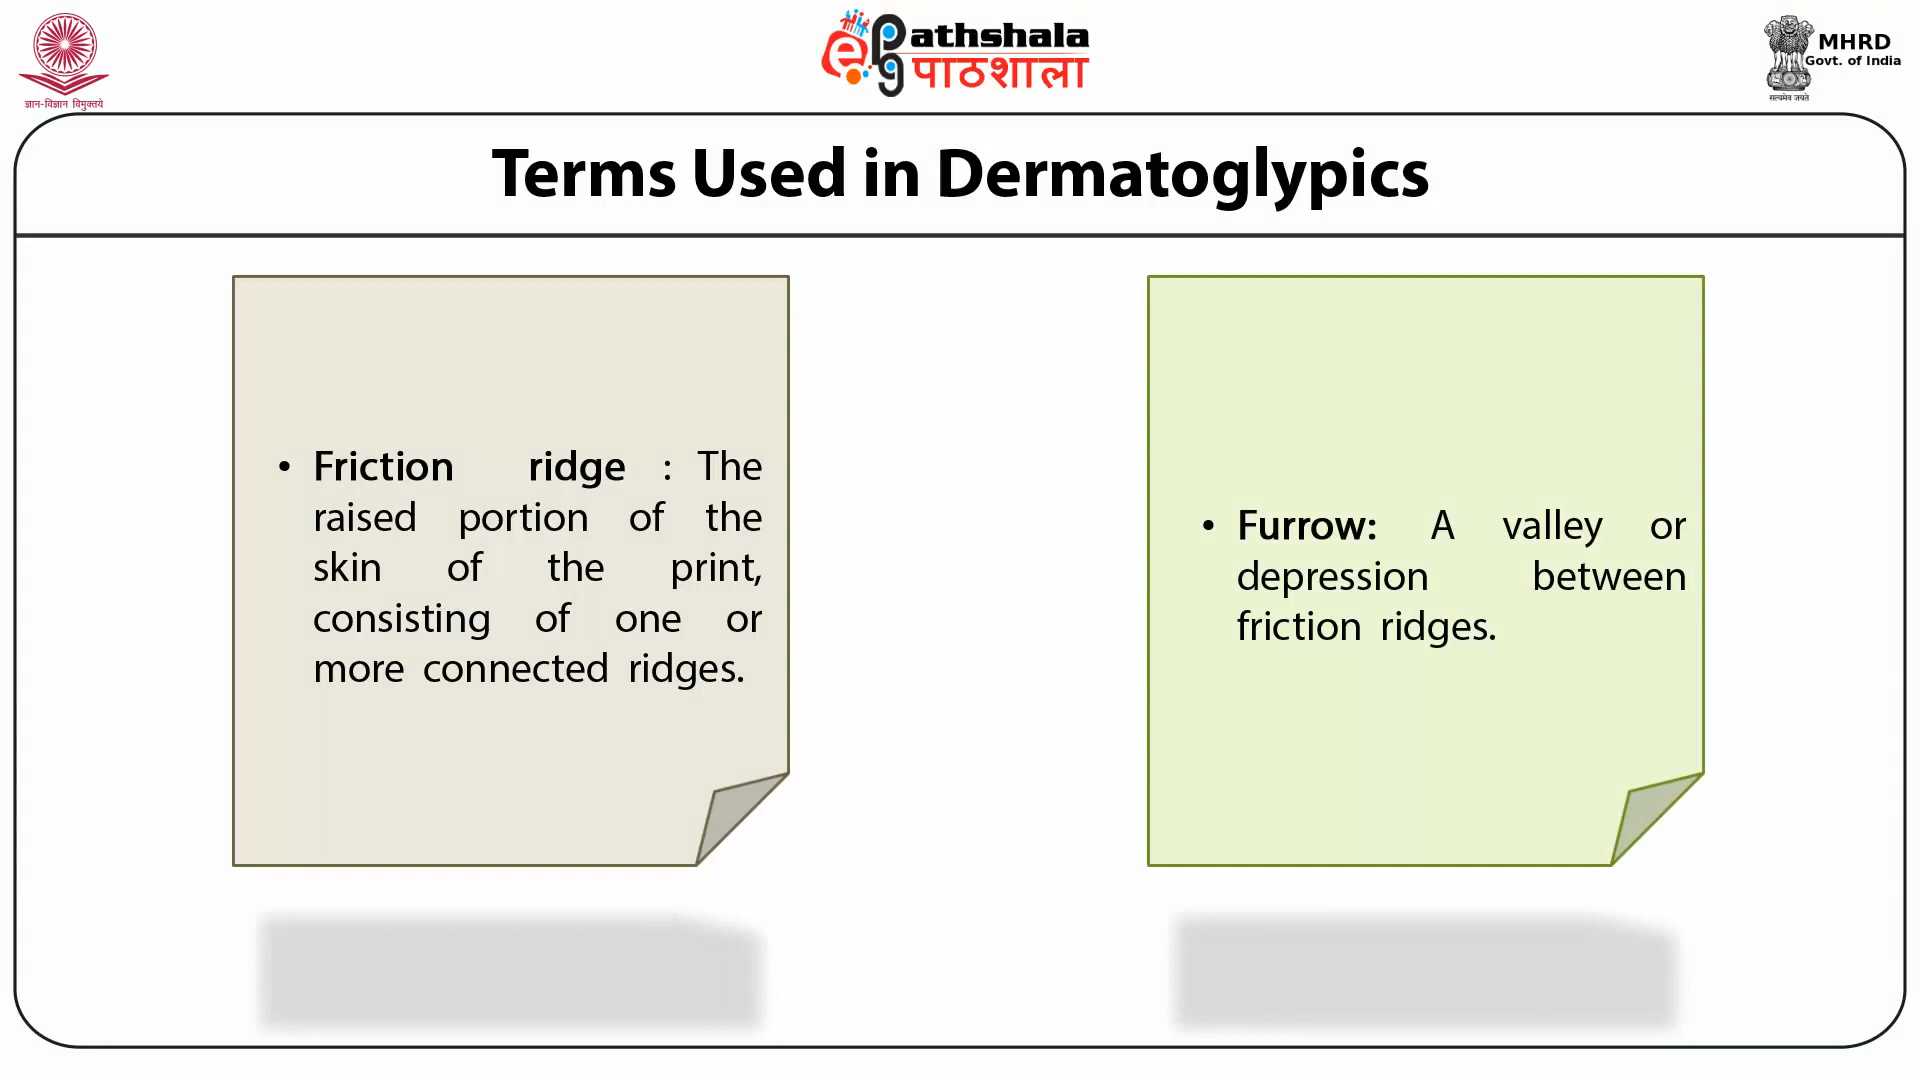 ज्ञान-विज्ञान विमुक्तये
ePathshala
पाठशाला
MHRD
Govt. of India
सत्यमेव जयते
Terms Used in Dermatoglypics
• Friction ridge : The
raised portion of the
skin of the print,
consisting of one or
more connected ridges.
• Furrow: A valley or
depression between
friction ridges.